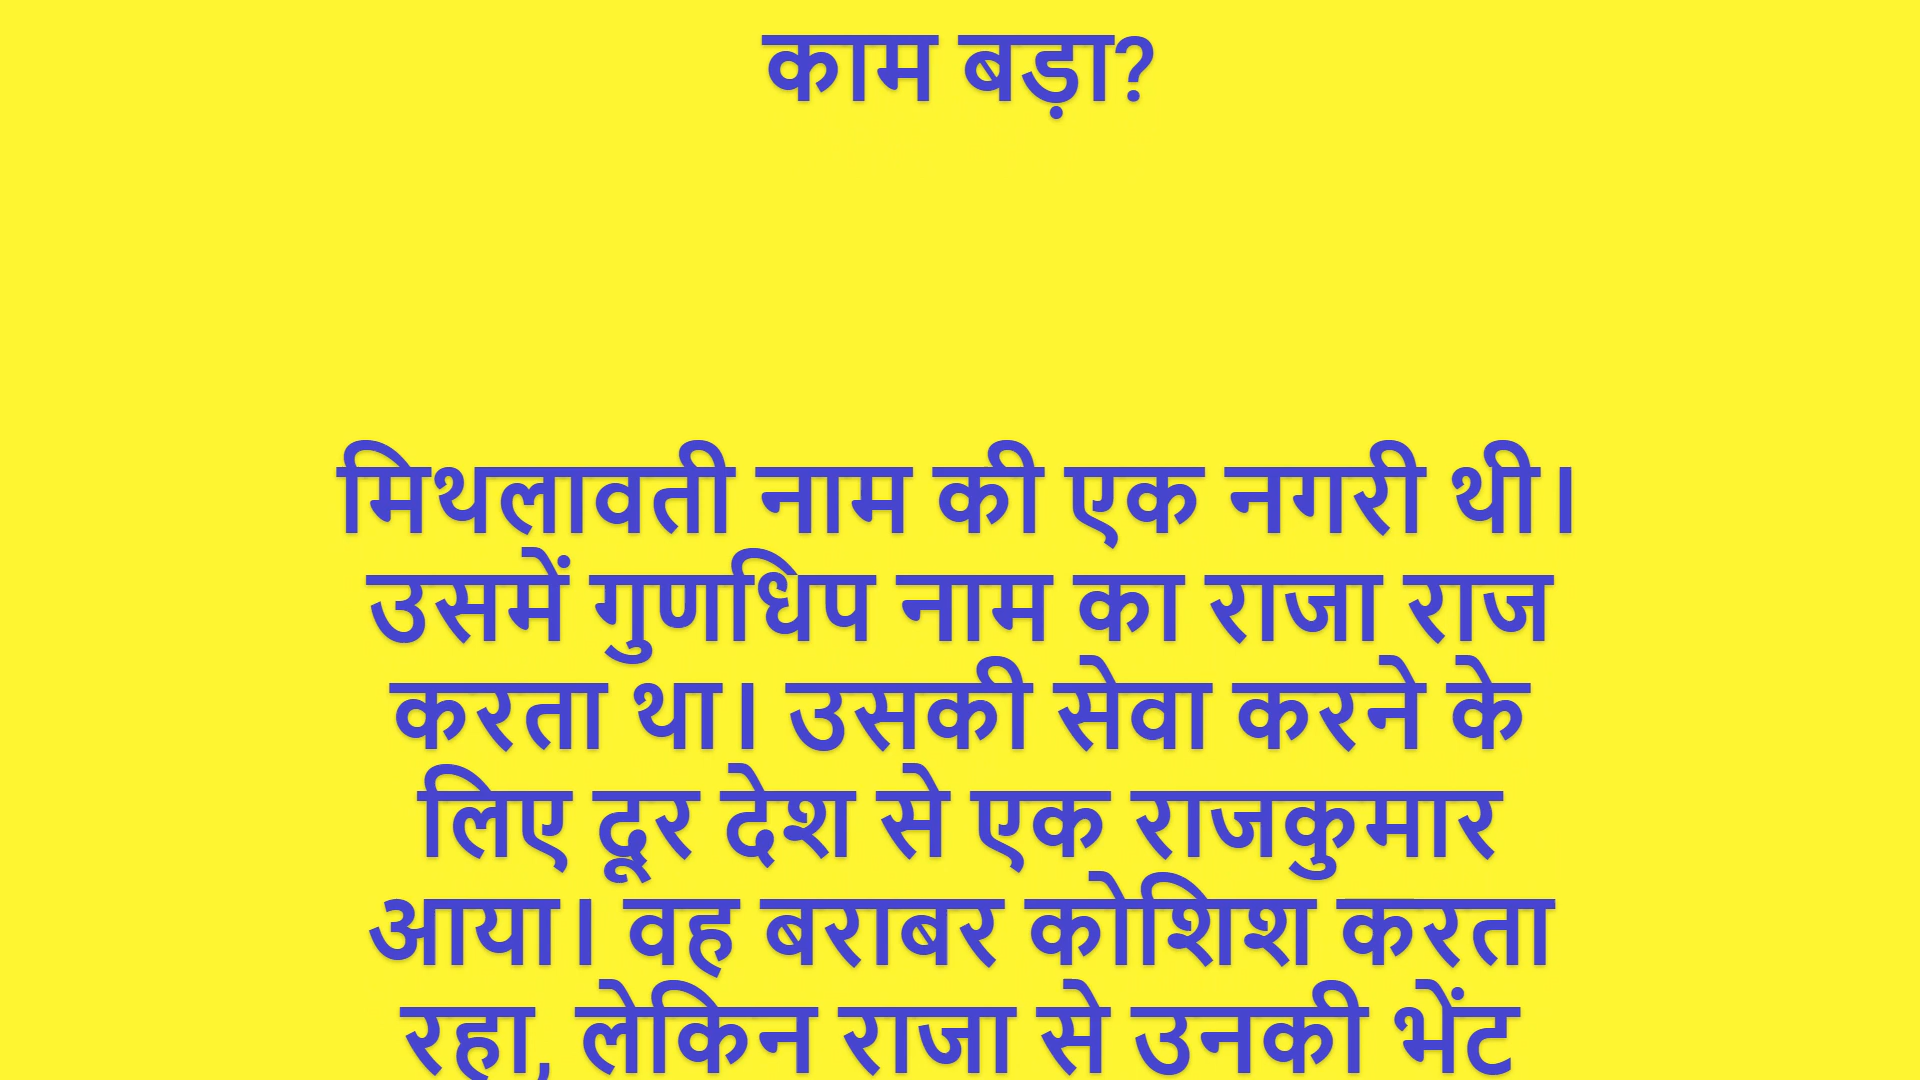 काम बड़ा?
मिथलावती नाम की एक नगरी थी।
उसमें गुणधिप नाम का राजा राज
करता था। उसकी सेवा करने के
लिए दूर देश से एक राजकुमार
आया। वह बराबर कोशिश करता
रहा, लेकिन राजा से उनकी भेंट